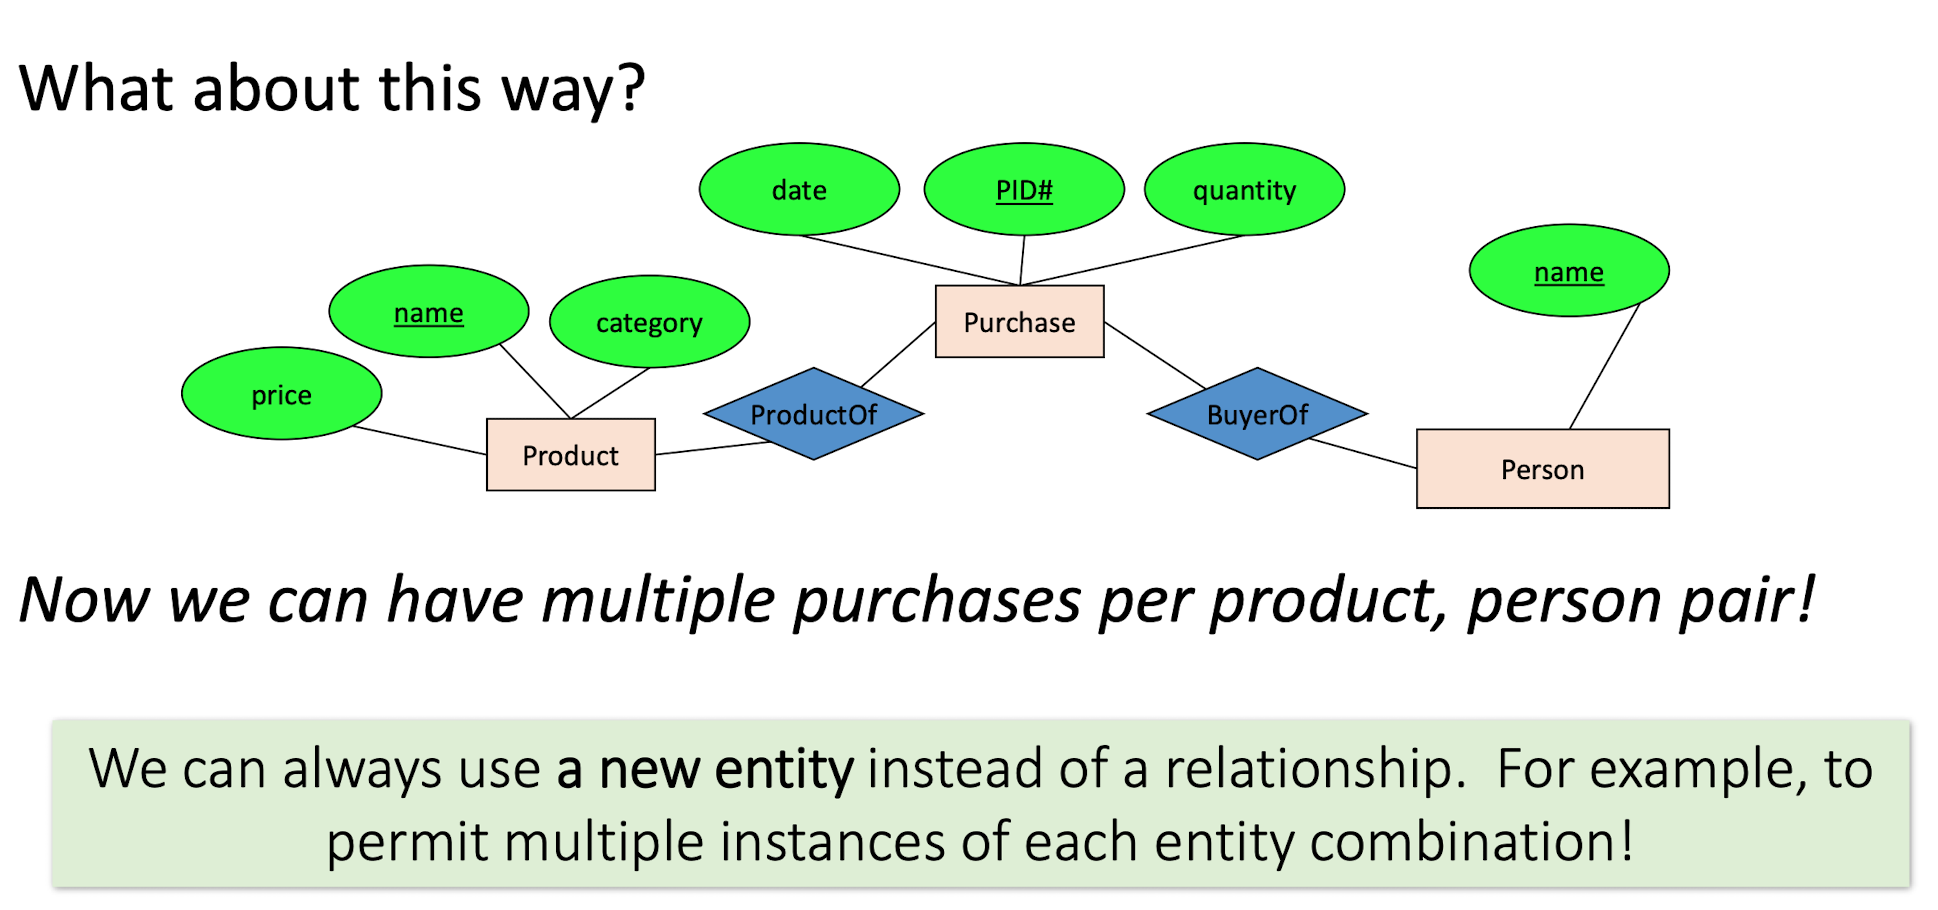 What about this way?
date
PID#
quantity
name
name
category
price
Purchase
ProductOf
BuyerOf
Product
Person
Now we can have multiple purchases per product, person pair!
We can always use a new entity instead of a relationship. For example, to
permit multiple instances of each entity combination!